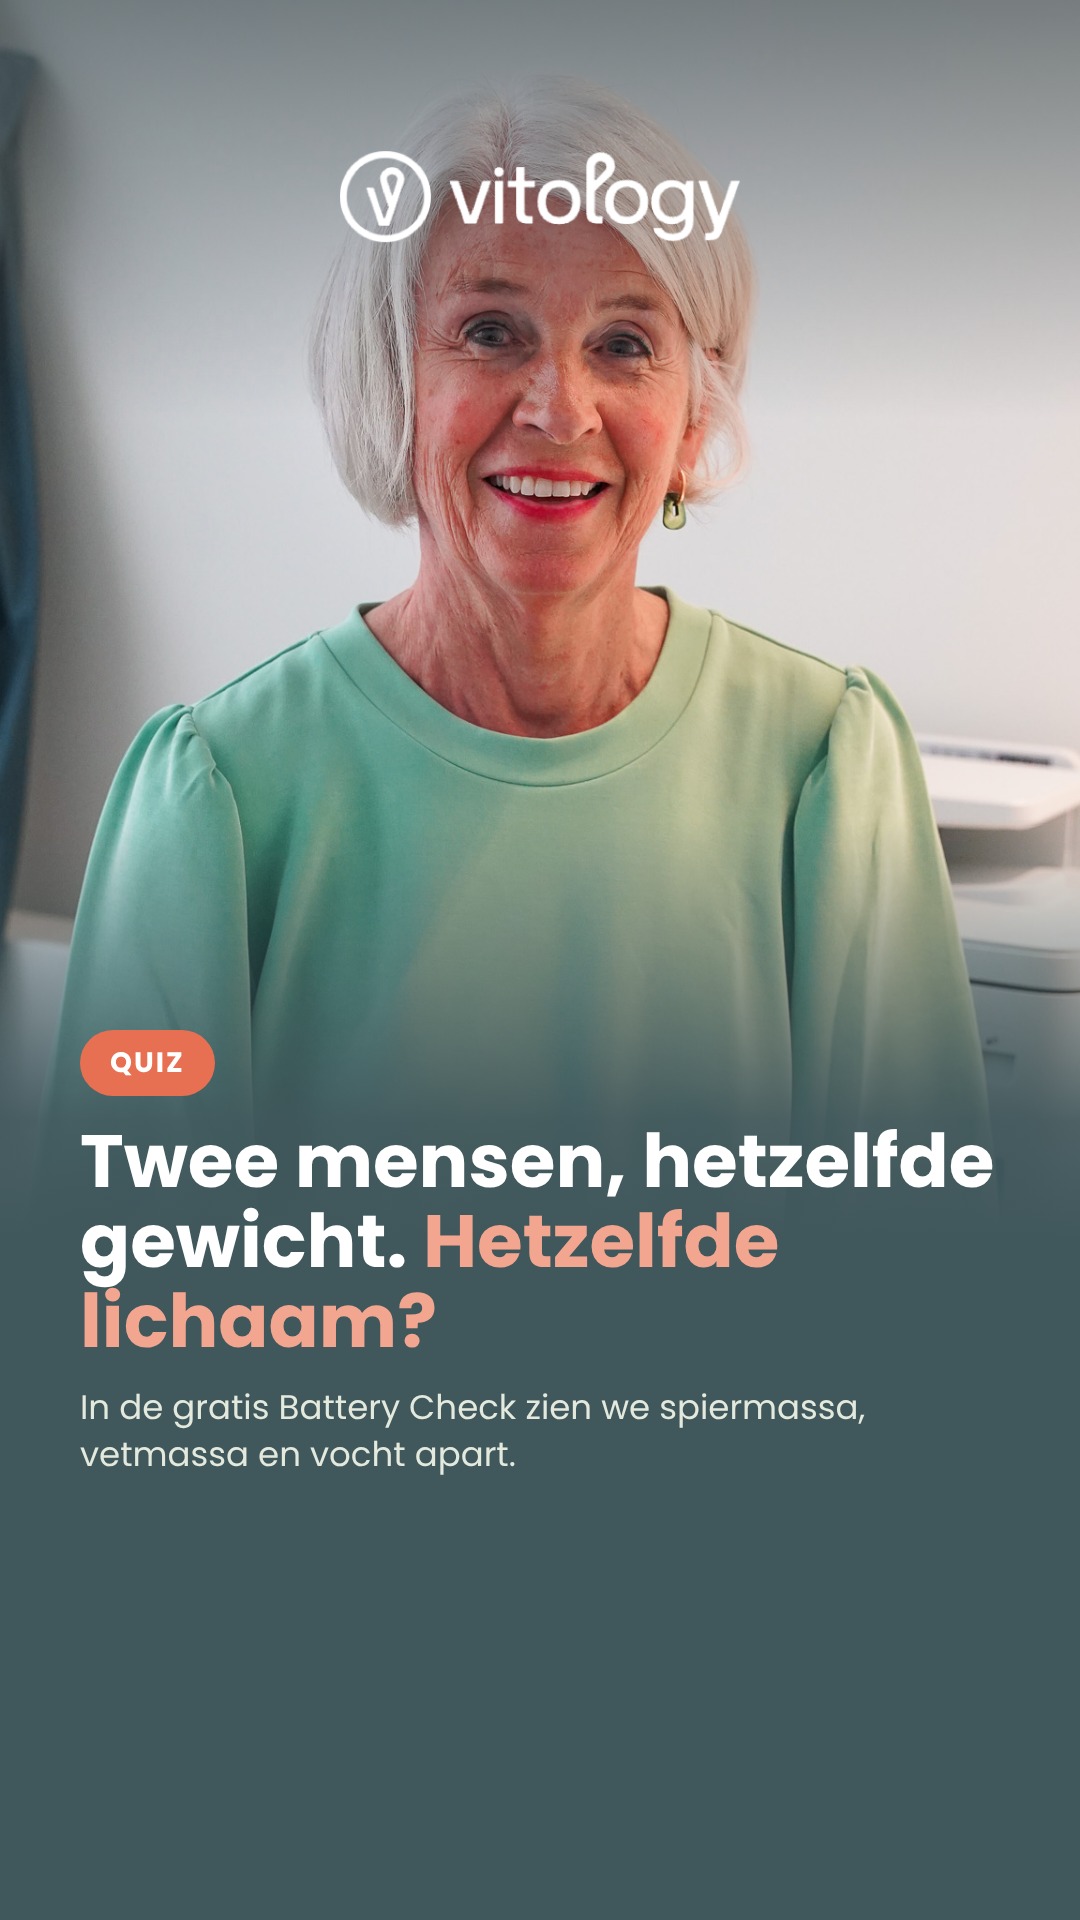 vitology
QUIZ
Twee mensen, hetzelfde
gewicht. Hetzelfde
lichaam?
In de gratis Battery Check zien we spiermassa,
vetmassa en vocht apart.